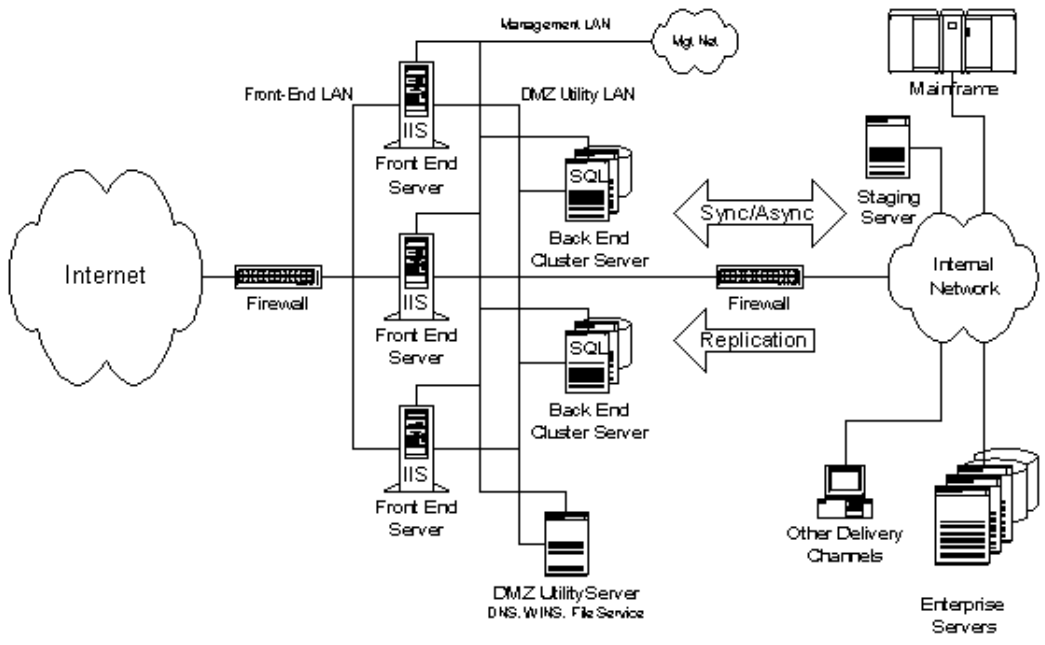 Management LAN
Mgt Net
Mainframe
Front-End LAN
DMZ Utility LAN
IIS
Front End
Server
SQL
Back End
Cluster Server
Sync/Async
Staging
Server
Internet
Firewall
IIS
Front End
Server
Firewall
Internal
Network
SQL
Back End
Cluster Server
Replication
IIS
Front End
Server
Other Delivery
Channels
DMZ Utility Server
DNS, WINS, File Service
Enterprise
Servers